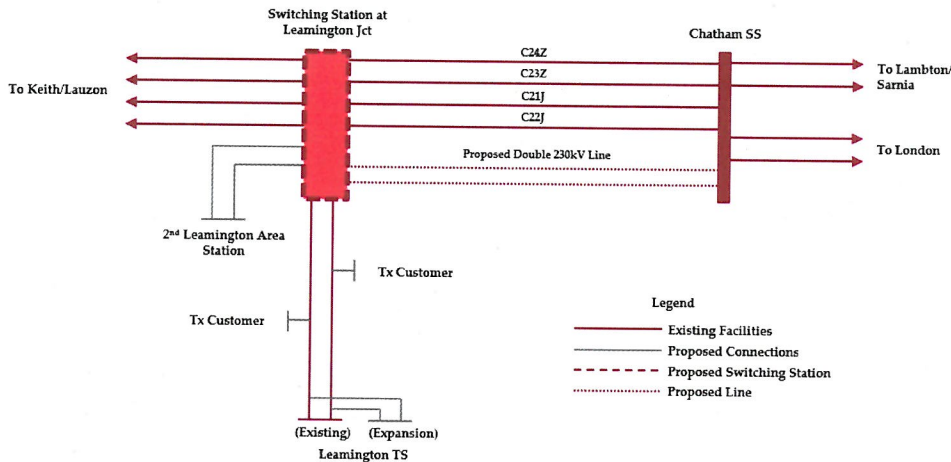 Switching Station at
Leamington Jct
Chatham SS
C24Z
To Lambton/
Sarnia
C23Z
To Keith/Lauzon
C21J
C22J
To London
Proposed Double 230kV Line
2nd Leamington Area
Station
Tx Customer
Legend
Tx Customer
Existing Facilities
Proposed Connections
Proposed Switching Station
Proposed Line
(Existing) (Expansion)
Leamington TS